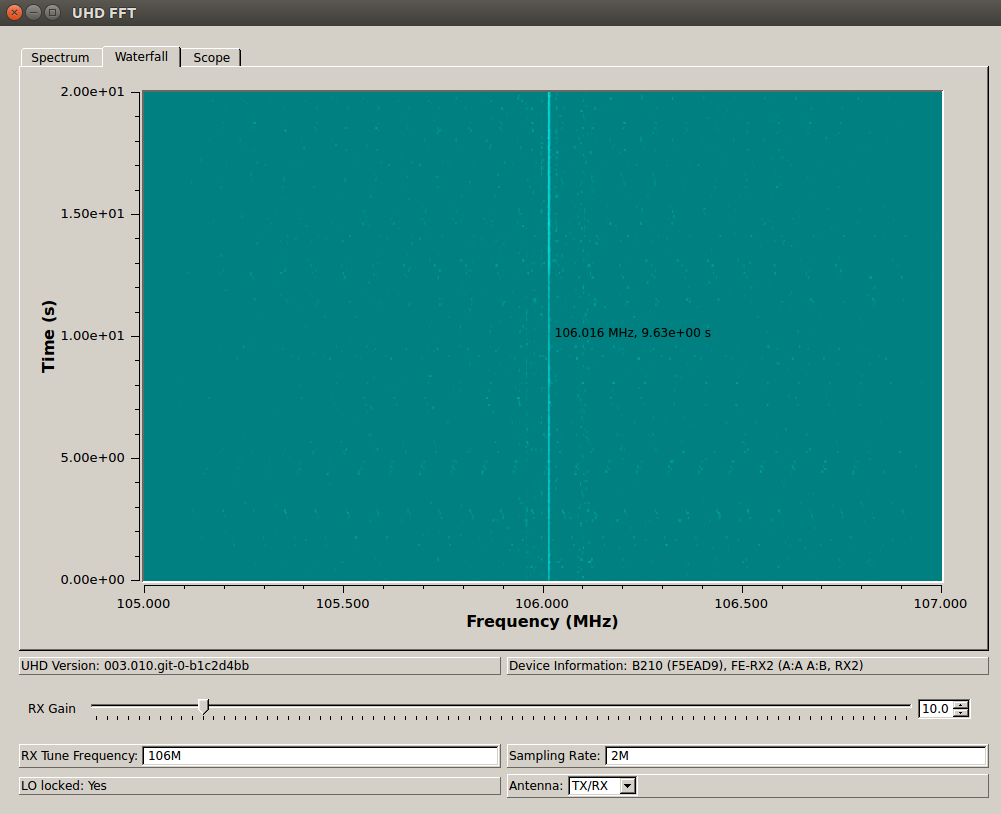 UHD FFT
Spectrum Waterfall Scope
2.00e+01
1.50e+01
1.00e+01
5.00e+00
0.00e+00
Time (s)
106.016 MHz, 9.63e+00 s
105.000 105.500 106.000 106.500 107.000
Frequency (MHz)
UHD Version: 003.010.git-0-b1c2d4bb
Device Information: B210 (F5EAD9), FE-RX2 (A:A A:B, RX2)
RX Gain 10.0
RX Tune Frequency: 106M
Sampling Rate: 2M
LO locked: Yes
Antenna: TX/RX